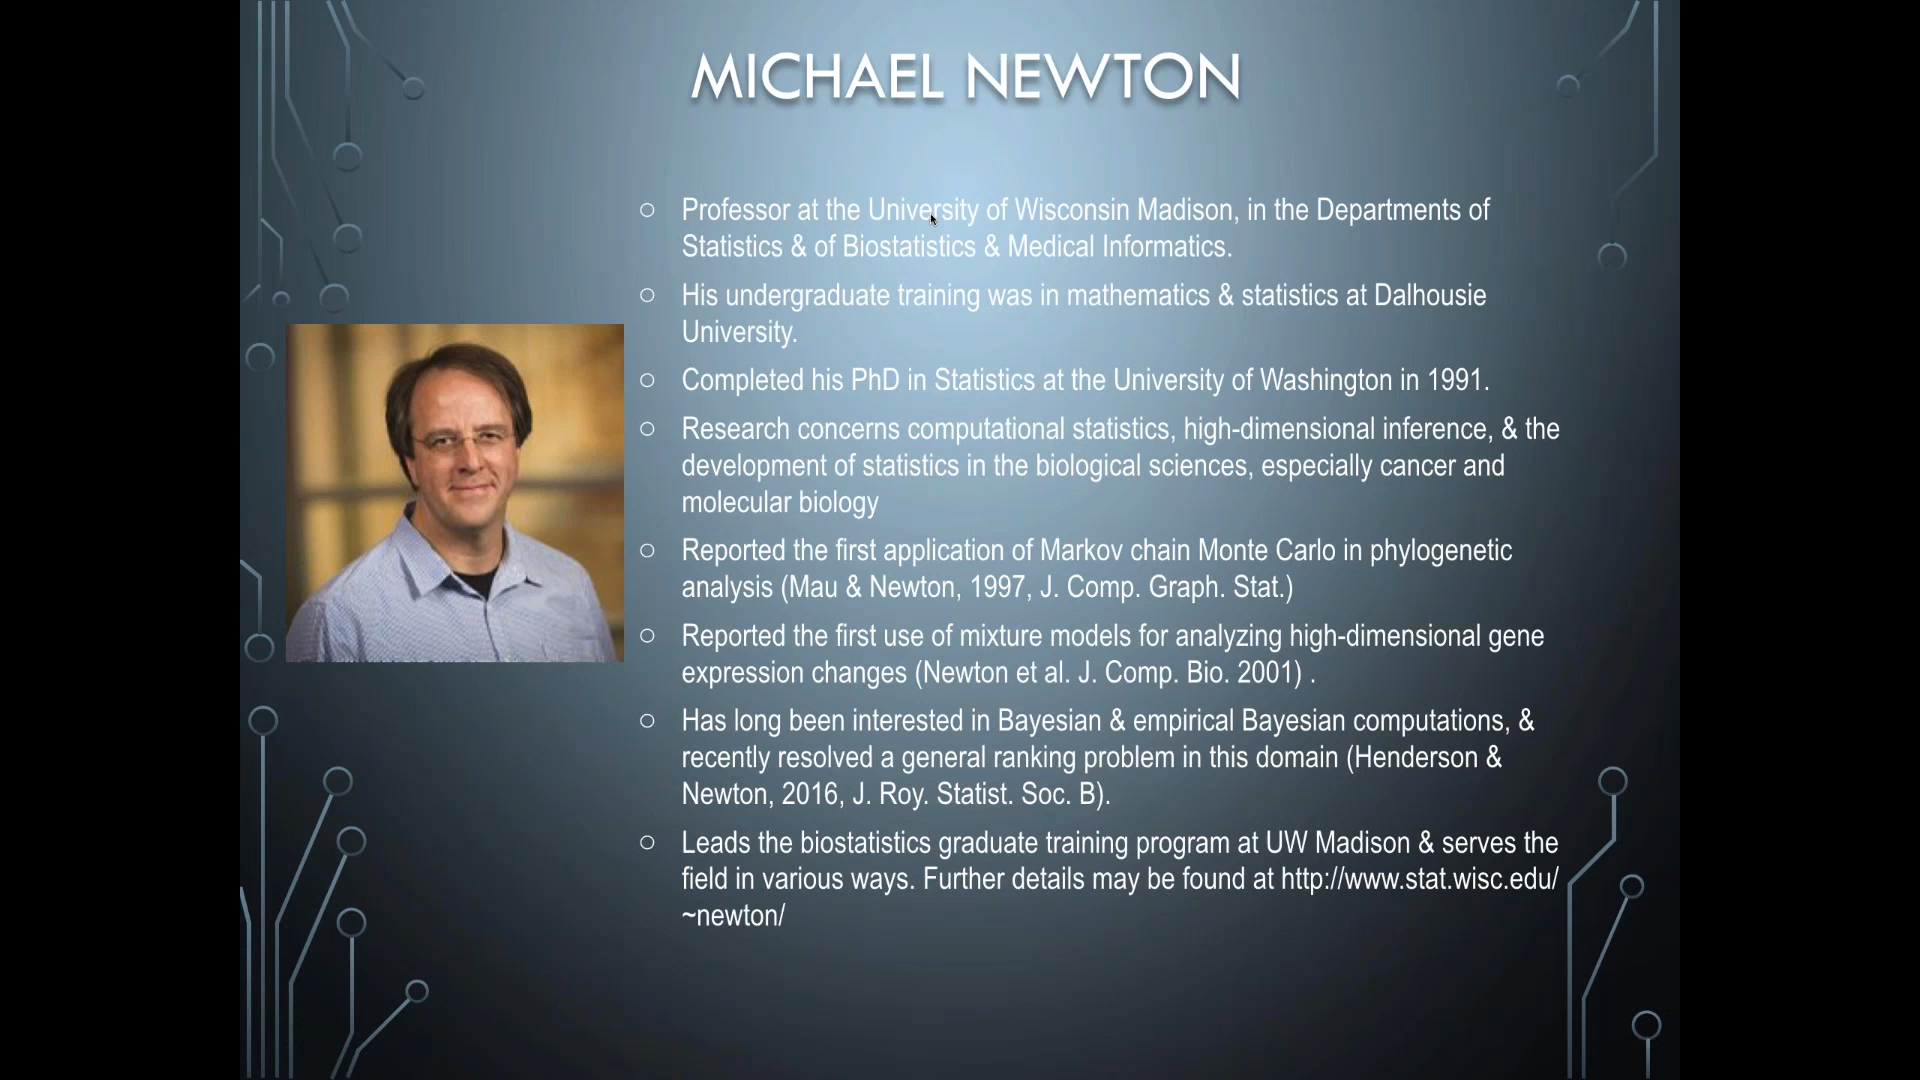 MICHAEL NEWTON
Professor at the University of Wisconsin Madison, in the Departments of
Statistics & of Biostatistics & Medical Informatics.
His undergraduate training was in mathematics & statistics at Dalhousie
University.
Completed his PhD in Statistics at the University of Washington in 1991.
Research concerns computational statistics, high-dimensional inference, & the
development of statistics in the biological sciences, especially cancer and
molecular biology
Reported the first application of Markov chain Monte Carlo in phylogenetic
analysis (Mau & Newton, 1997, J. Comp. Graph. Stat.)
Reported the first use of mixture models for analyzing high-dimensional gene
expression changes (Newton et al. J. Comp. Bio. 2001) .
Has long been interested in Bayesian & empirical Bayesian computations, &
recently resolved a general ranking problem in this domain (Henderson &
Newton, 2016, J. Roy. Statist. Soc. B).
Leads the biostatistics graduate training program at UW Madison & serves the
field in various ways. Further details may be found at http://www.stat.wisc.edu/
~newton/